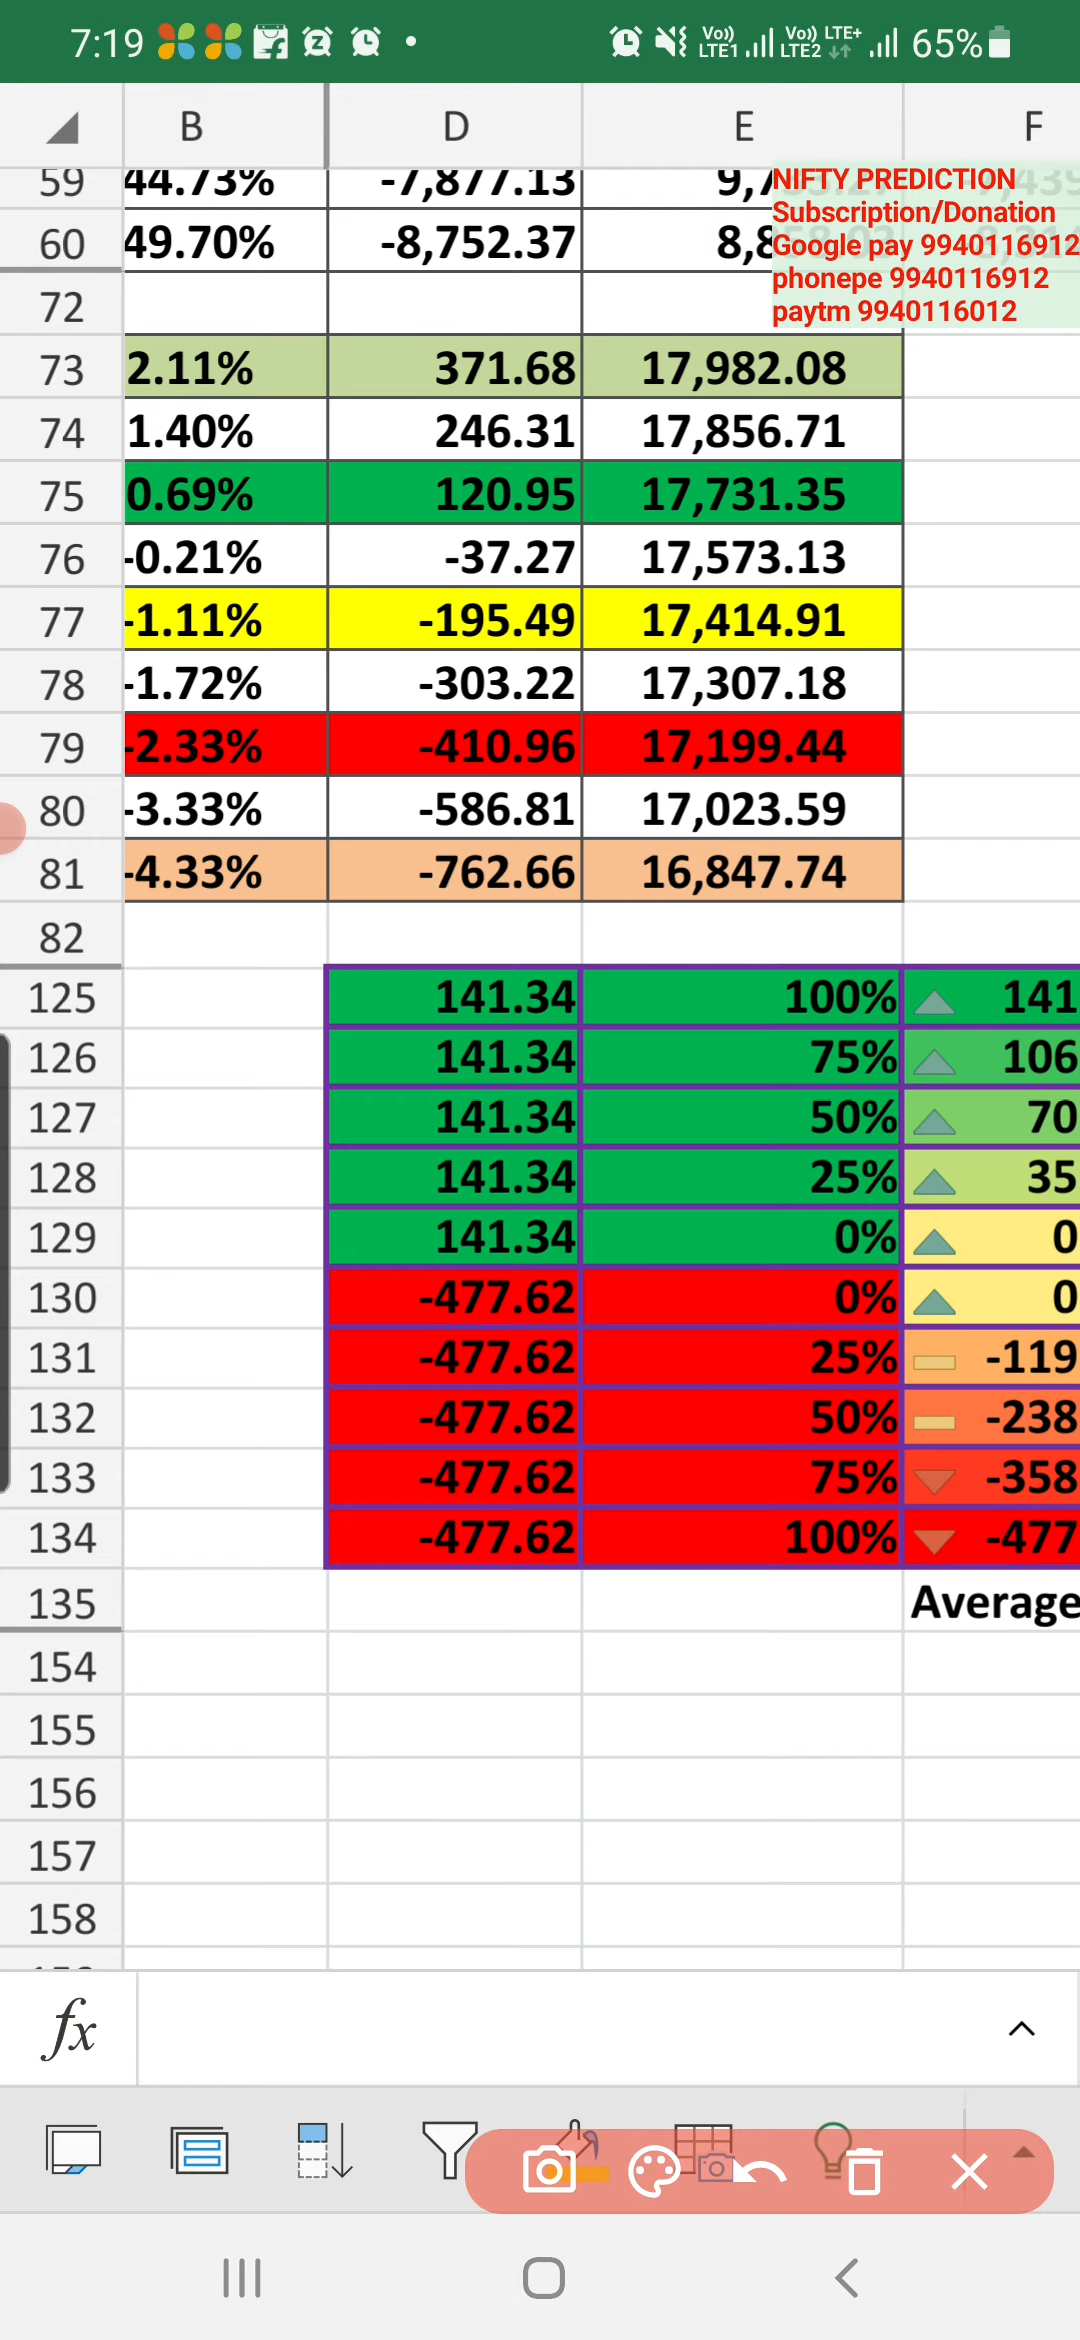 7:19 Vo)) LTE1 Vo)) LTE2 LTE+ 65%
B D E F
59 44.73% -7,877.13
NIFTY PREDICTION
Subscription/Donation
60 49.70% -8,752.37
Google pay 9940116912
phonepe 9940116912
72
paytm 9940116012
73 2.11% 371.68 17,982.08
74 1.40% 246.31 17,856.71
75 0.69% 120.95 17,731.35
76 -0.21% -37.27 17,573.13
77 -1.11% -195.49 17,414.91
78 -1.72% -303.22 17,307.18
79 -2.33% -410.96 17,199.44
80 -3.33% -586.81 17,023.59
81 -4.33% -762.66 16,847.74
82
125 141.34 100% 141
126 141.34 75% 106
127 141.34 50% 70
128 141.34 25% 35
129 141.34 0% 0
130 -477.62 0% 0
131 -477.62 25% -119
132 -477.62 50% -238
133 -477.62 75% -358
134 -477.62 100% -477
135 Average
154
155
156
157
158
fx